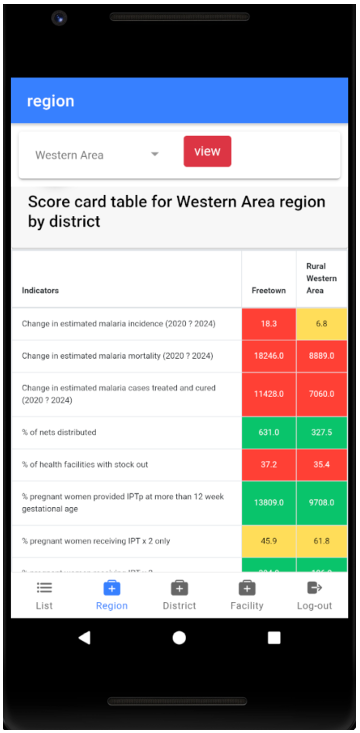 region
Western Area
view
Score card table for Western Area region
by district
Indicators Freetown Rural Western Area
Change in estimated malaria incidence (2020 ? 2024) 18.3 6.8
Change in estimated malaria mortality (2020 ? 2024) 18246.0 8889.0
Change in estimated malaria cases treated and cured
(2020 ? 2024) 11428.0 7060.0
% of nets distributed 631.0 327.5
% of health facilities with stock out 37.2 35.4
% pregnant women provided IPTp at more than 12 week
gestational age 13809.0 9708.0
% pregnant women receiving IPT x 2 only 45.9 61.8
List Region District Facility Log-out